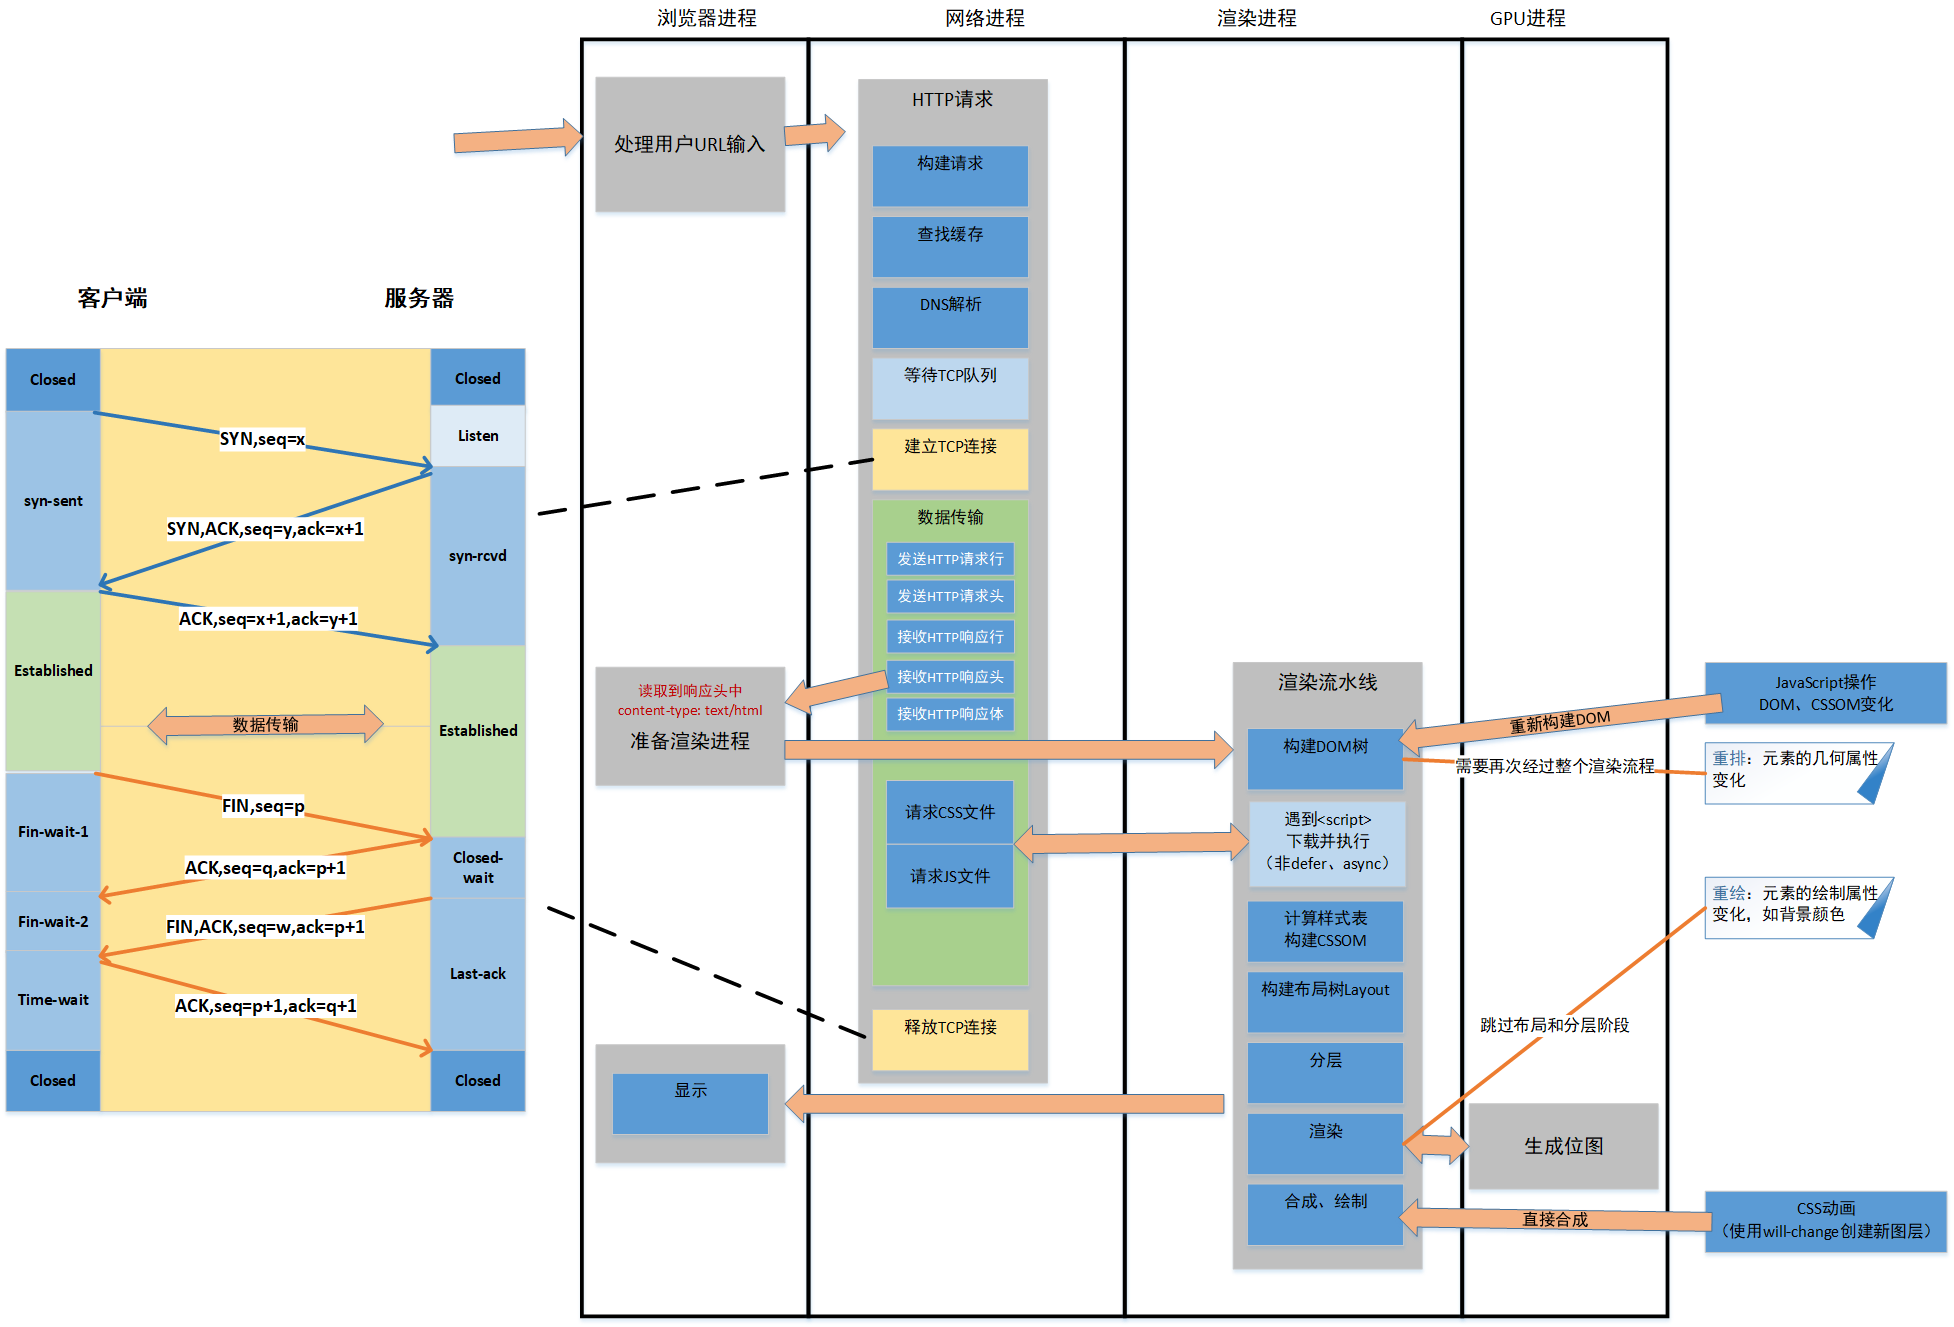 浏览器进程
网络进程
渲染进程
GPU进程
处理用户URL输入
HTTP请求
构建请求
查找缓存
DNS解析
等待TCP队列
建立TCP连接
数据传输
发送HTTP请求行
发送HTTP请求头
接收HTTP响应行
接收HTTP响应头
接收HTTP响应体
请求CSS文件
请求JS文件
释放TCP连接
客户端
服务器
Closed
Closed
Listen
SYN,seq=x
syn-sent
SYN,ACK,seq=y,ack=x+1
syn-rcvd
ACK,seq=x+1,ack=y+1
Established
数据传输
Established
FIN,seq=p
Fin-wait-1
ACK,seq=q,ack=p+1
Closed-
wait
Fin-wait-2
FIN,ACK,seq=w,ack=p+1
Last-ack
Time-wait
ACK,seq=p+1,ack=q+1
Closed
Closed
读取到响应头中
content-type: text/html
准备渲染进程
显示
渲染流水线
构建DOM树
遇到<script>
下载并执行
（非defer、async）
计算样式表
构建CSSOM
构建布局树Layout
分层
渲染
合成、绘制
生成位图
JavaScript操作
DOM、CSSOM变化
重新构建DOM
需要再次经过整个渲染流程
重排：元素的几何属性
变化
重绘：元素的绘制属性
变化，如背景颜色
跳过布局和分层阶段
直接合成
CSS动画
（使用will-change创建新图层）